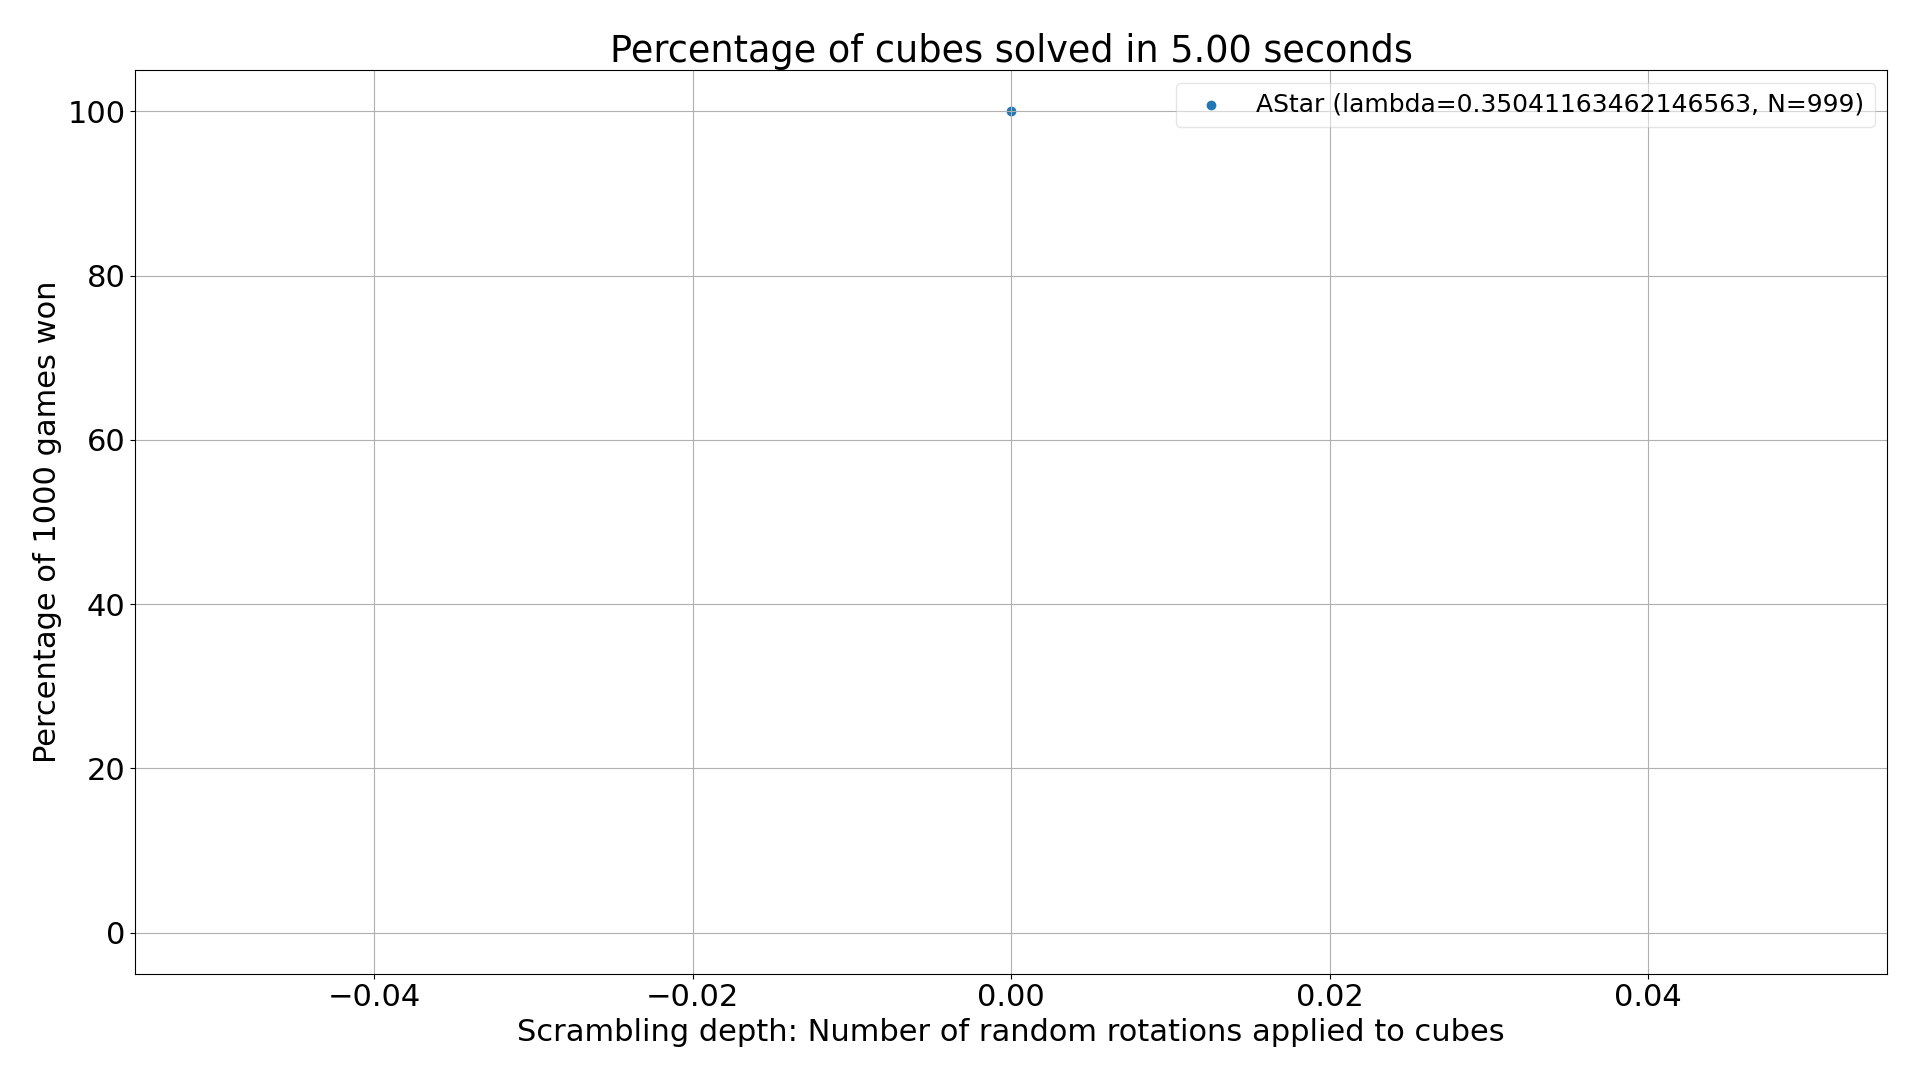 Percentage of cubes solved in 5.00 seconds
AStar (lambda=0.35041163462146563, N=999)
Percentage of 1000 games won
100
80
60
40
20
0
−0.04
−0.02
0.00
0.02
0.04
Scrambling depth: Number of random rotations applied to cubes